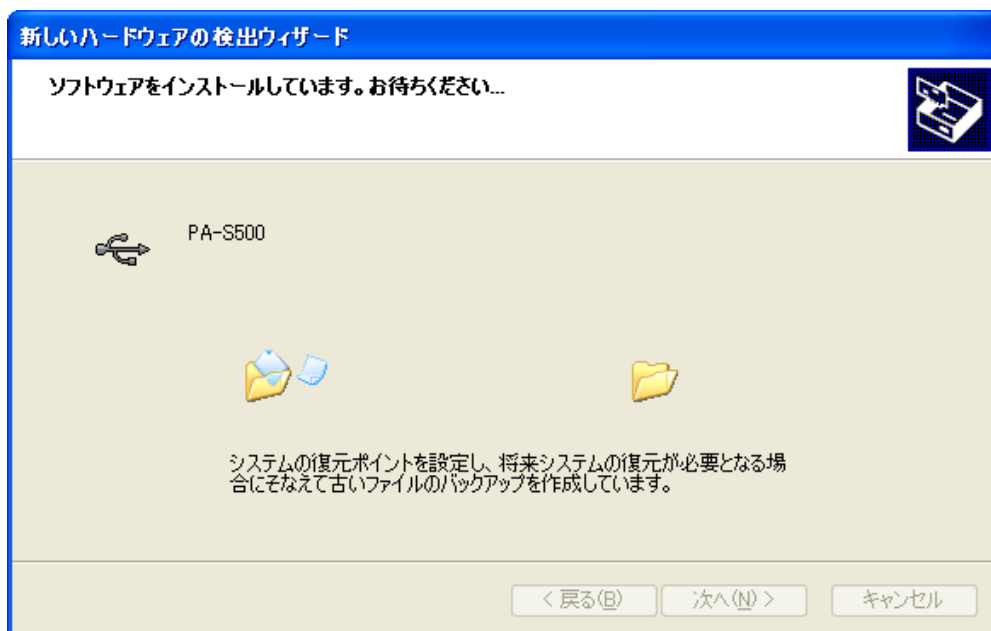 新しいハードウェアの検出ウィザード
ソフトウェアをインストールしています。お待ちください...
PA-S500
システムの復元ポイントを設定し、将来システムの復元が必要となる場
合にそなえて古いファイルのバックアップを作成しています。
< 戻る(B) 次へ(N) > キャンセル